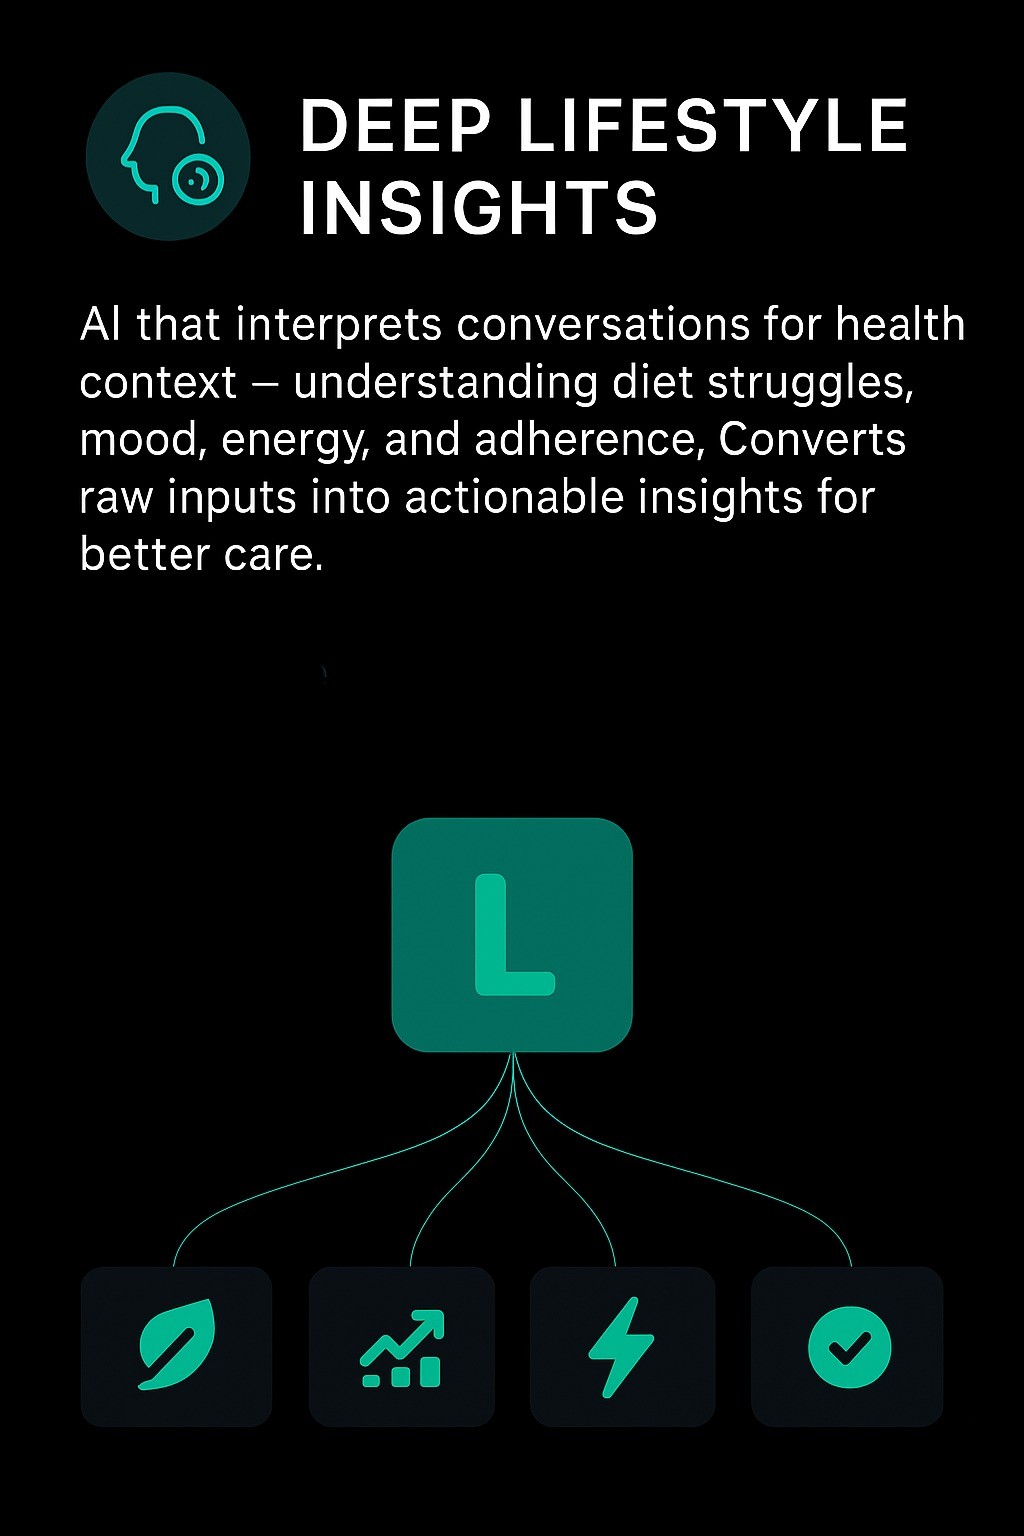 DEEP LIFESTYLE
INSIGHTS
AI that interprets conversations for health
context – understanding diet struggles,
mood, energy, and adherence, Converts
raw inputs into actionable insights for
better care.
L